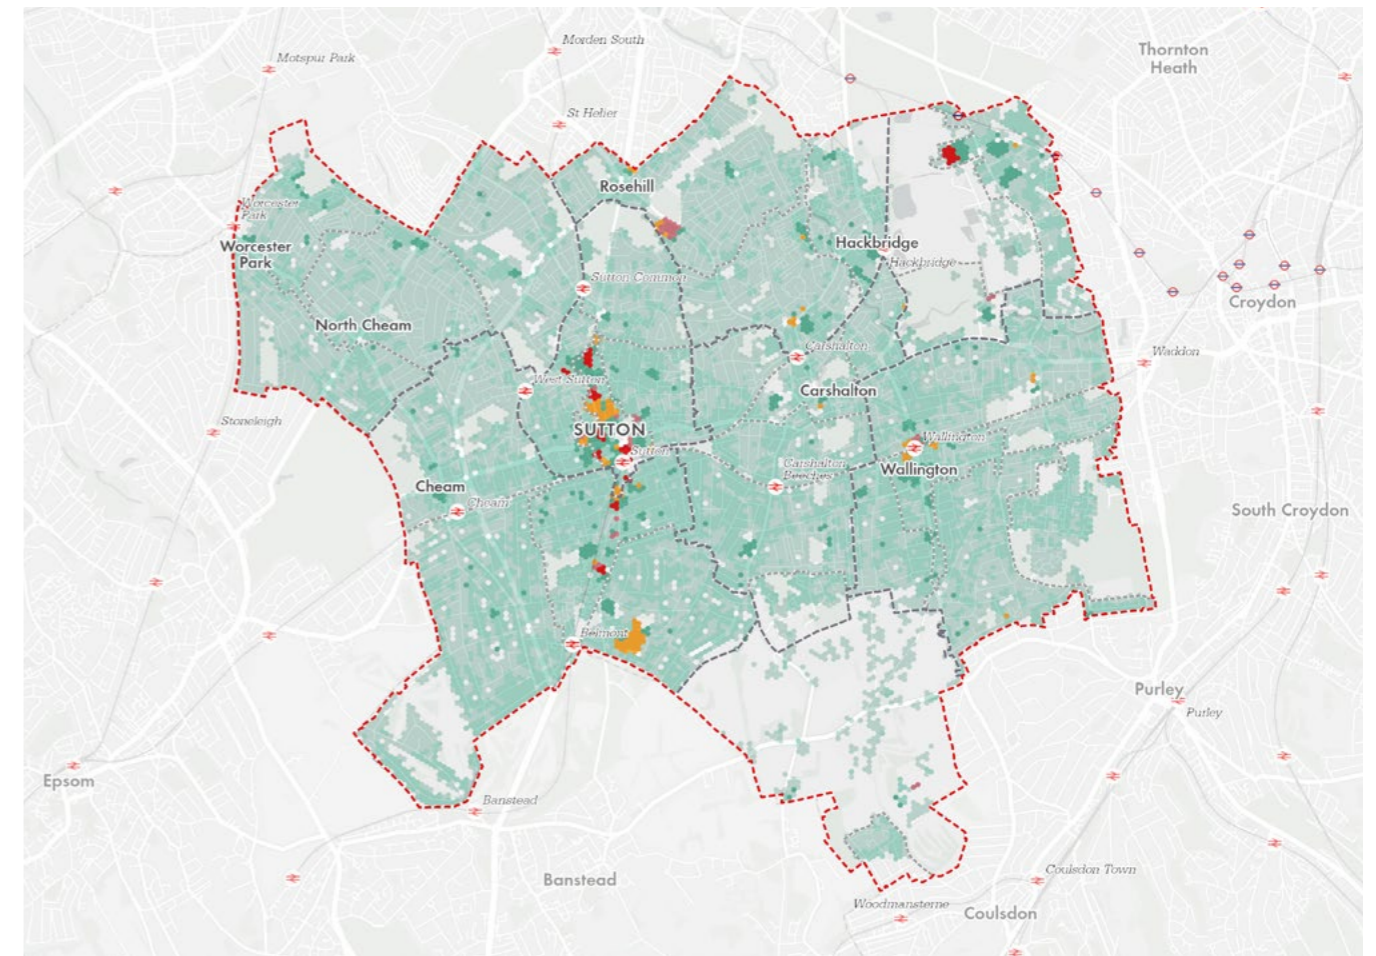 Morden South
Motspur Park
Thornton
Heath
St Helier
Rosehill
Worcester
Park
Worcester
Park
Hackbridge
Hackbridge
Sutton Common
Croydon
North Cheam
Carshalton
Waddon
West Sutton
Carshalton
Stoneleigh
SUTTON
Sutton
Wallington
Wallington
Carshalton
Beeches
Cheam
Cheam
South Croydon
Belmont
Purley
Purley
Epsom
Banstead
Banstead
Coulsdon Town
Woodmansterne
Coulsdon